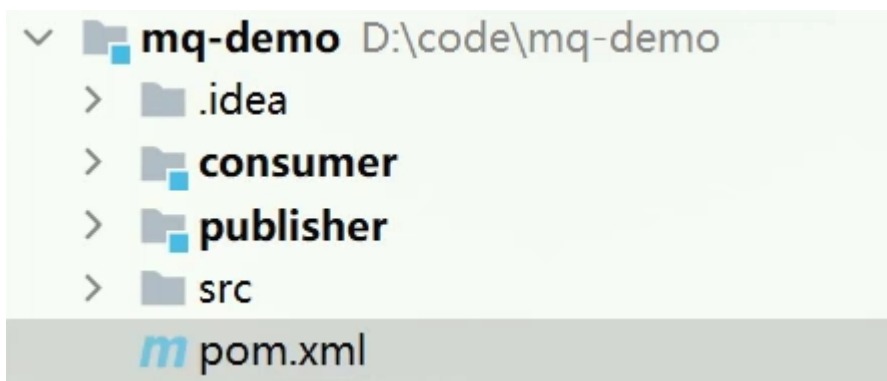 mq-demo D:\code\mq-demo
.idea
consumer
publisher
src
pom.xml